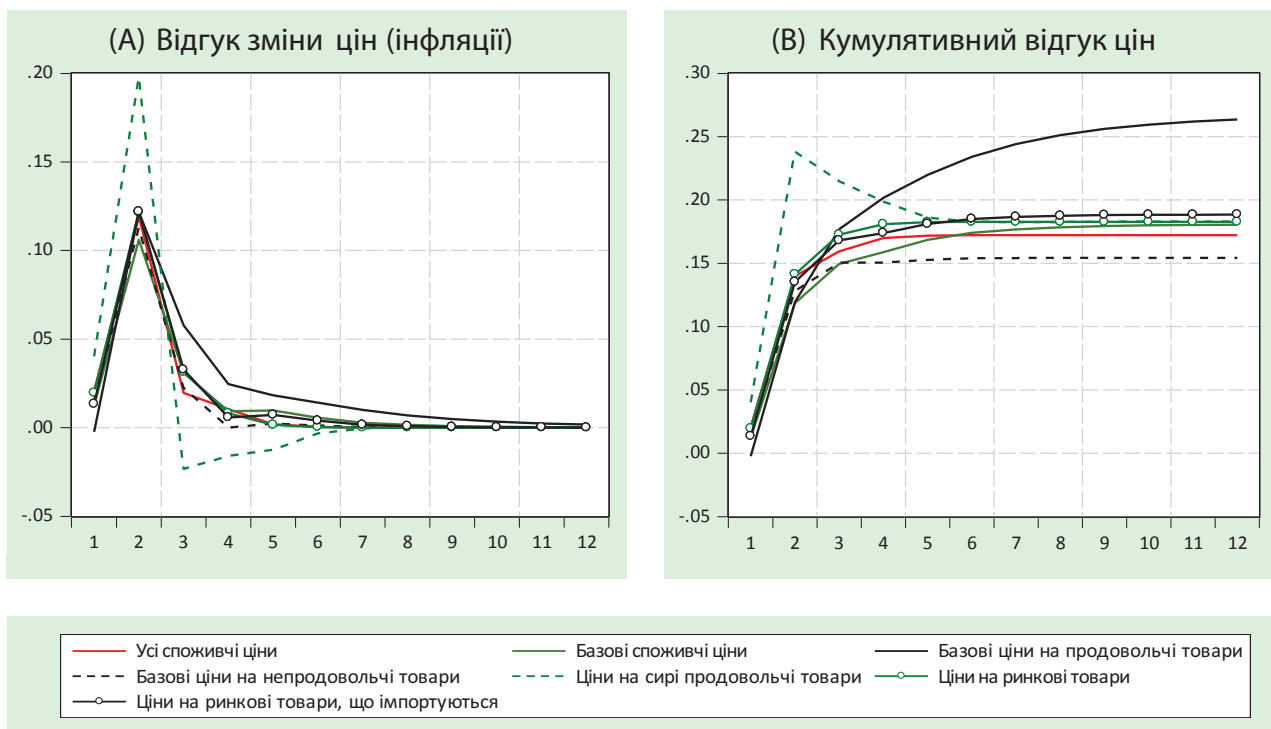 (A) Відгук зміни цін (інфляції)
.20
.15
.10
.05
.00
-.05
1 2 3 4 5 6 7 8 9 10 11 12
(B) Кумулятивний відгук цін
.30
.25
.20
.15
.10
.05
.00
-.05
1 2 3 4 5 6 7 8 9 10 11 12
Усі споживчі ціни
Базові споживчі ціни
Базові ціни на продовольчі товари
Базові ціни на непродовольчі товари
Ціни на сирі продовольчі товари
Ціни на ринкові товари
Ціни на ринкові товари, що імпортуються